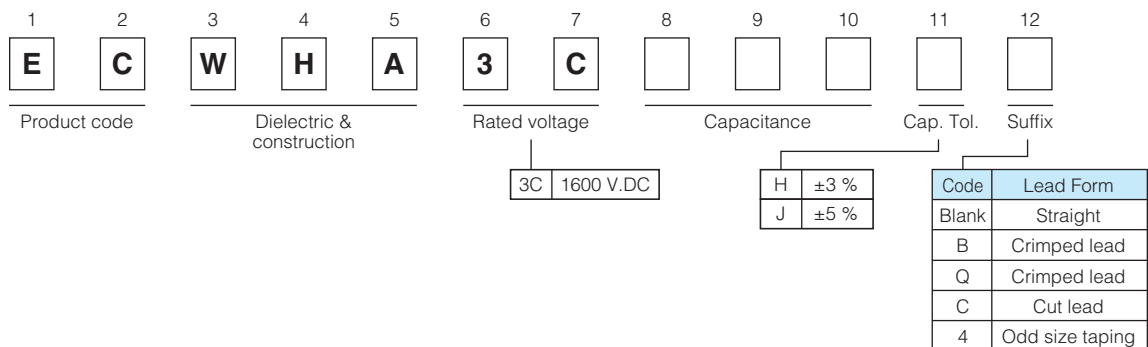 1 2 3 4 5 6 7 8 9 10 11 12
E C W H A 3 C
Product code Dielectric & Rated voltage Capacitance Cap. Tol. Suffix
construction
3C 1600 V.DC
H ±3 %
J ±5 %
Code Lead Form
Blank Straight
B Crimped lead
Q Crimped lead
C Cut lead
4 Odd size taping